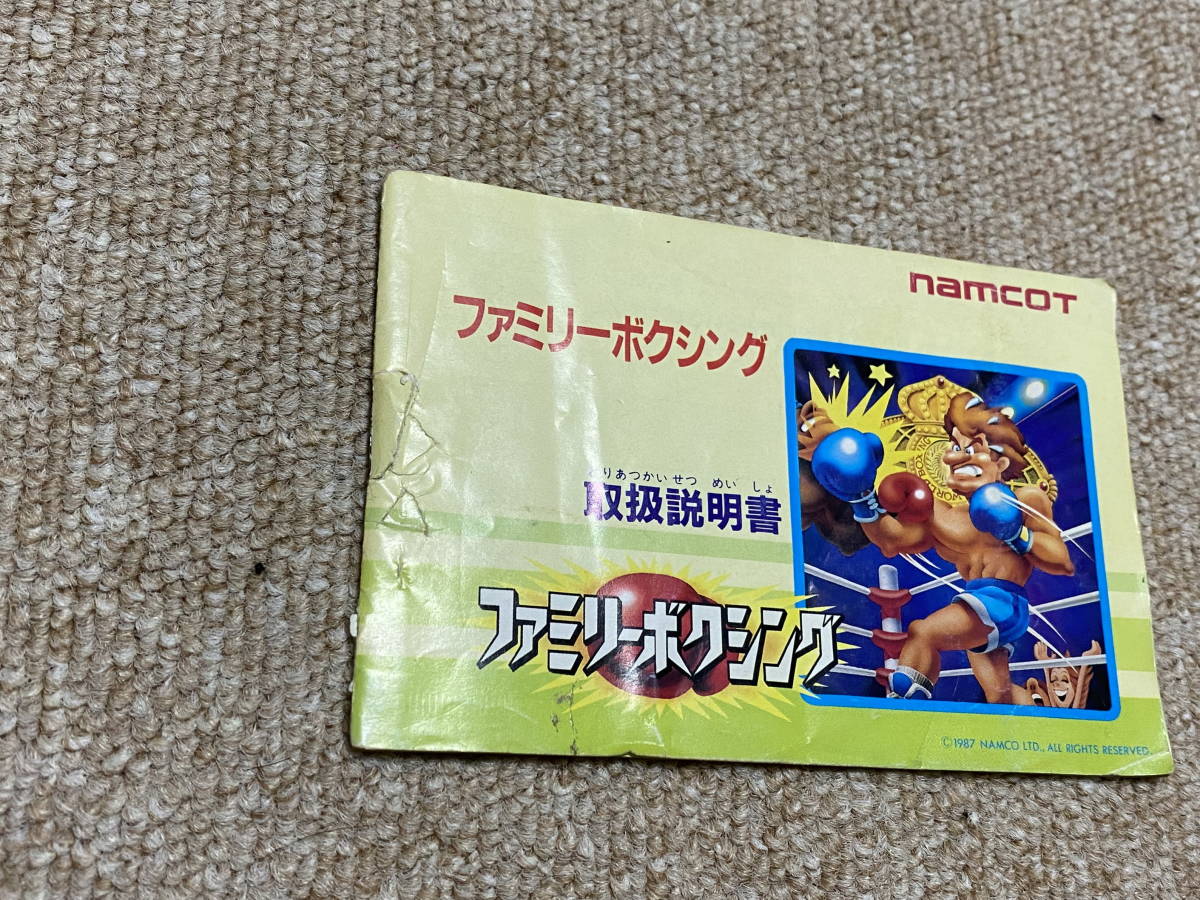 namcot
ファミリーボクシング
とりあつかいせつ めい しょ
取扱説明書
ファミリーボクシング
WORLD BOXING
©1987 NAMCO LTD., ALL RIGHTS RESERVED.